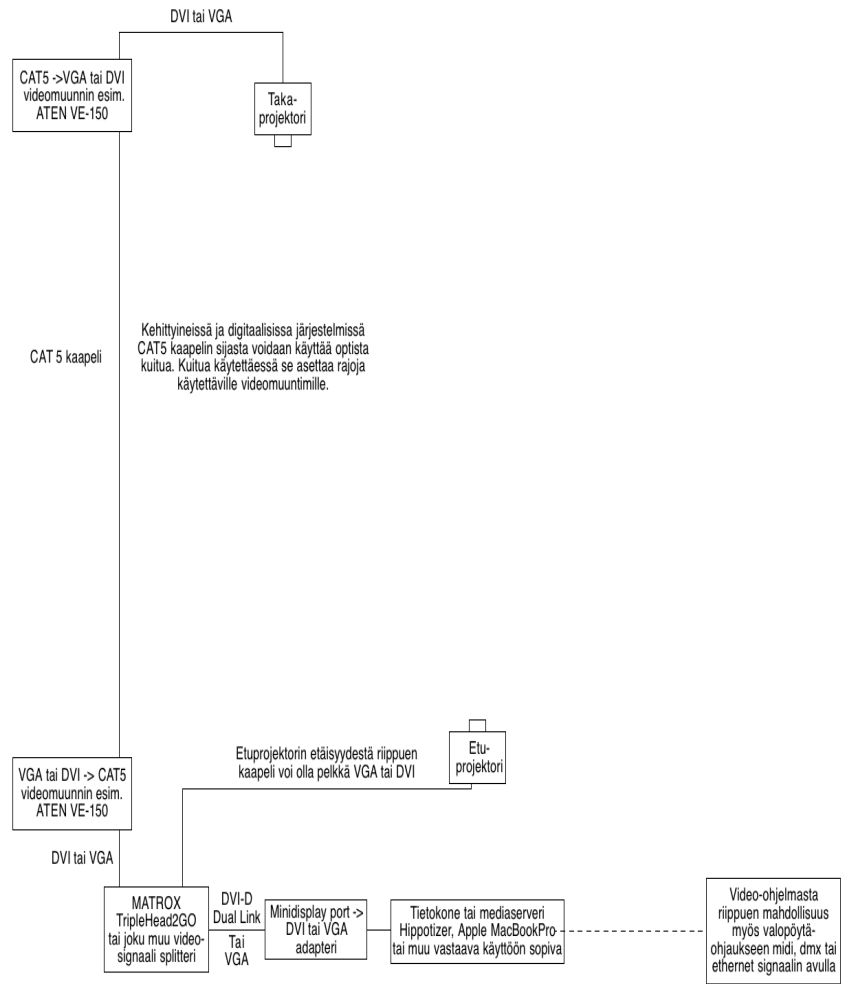 DVI tai VGA
CAT5 ->VGA tai DVI
videomuunnin esim.
ATEN VE-150
Taka-
projektori
CAT 5 kaapeli
Kehittyineissä ja digitaalisissa järjestelmissä
CAT5 kaapelin sijasta voidaan käyttää optista
kuitua. Kuitua käytettäessä se asettaa rajoja
käytettäville videomuuntimille.
Etuprojektorin etäisyydestä riippuen
kaapeli voi olla pelkkä VGA tai DVI
Etu-
projektori
VGA tai DVI -> CAT5
videomuunnin esim.
ATEN VE-150
DVI tai VGA
MATROX
TripleHead2GO
tai joku muu video-
signaali splitteri
DVI-D
Dual Link
Tai
VGA
Minidisplay port ->
DVI tai VGA
adapteri
Tietokone tai mediaserveri
Hippotizer, Apple MacBookPro
tai muu vastaava käyttöön sopiva
Video-ohjelmasta
riippuen mahdollisuus
myös valopöytä-
ohjaukseen midi, dmx tai
ethernet signaalin avulla